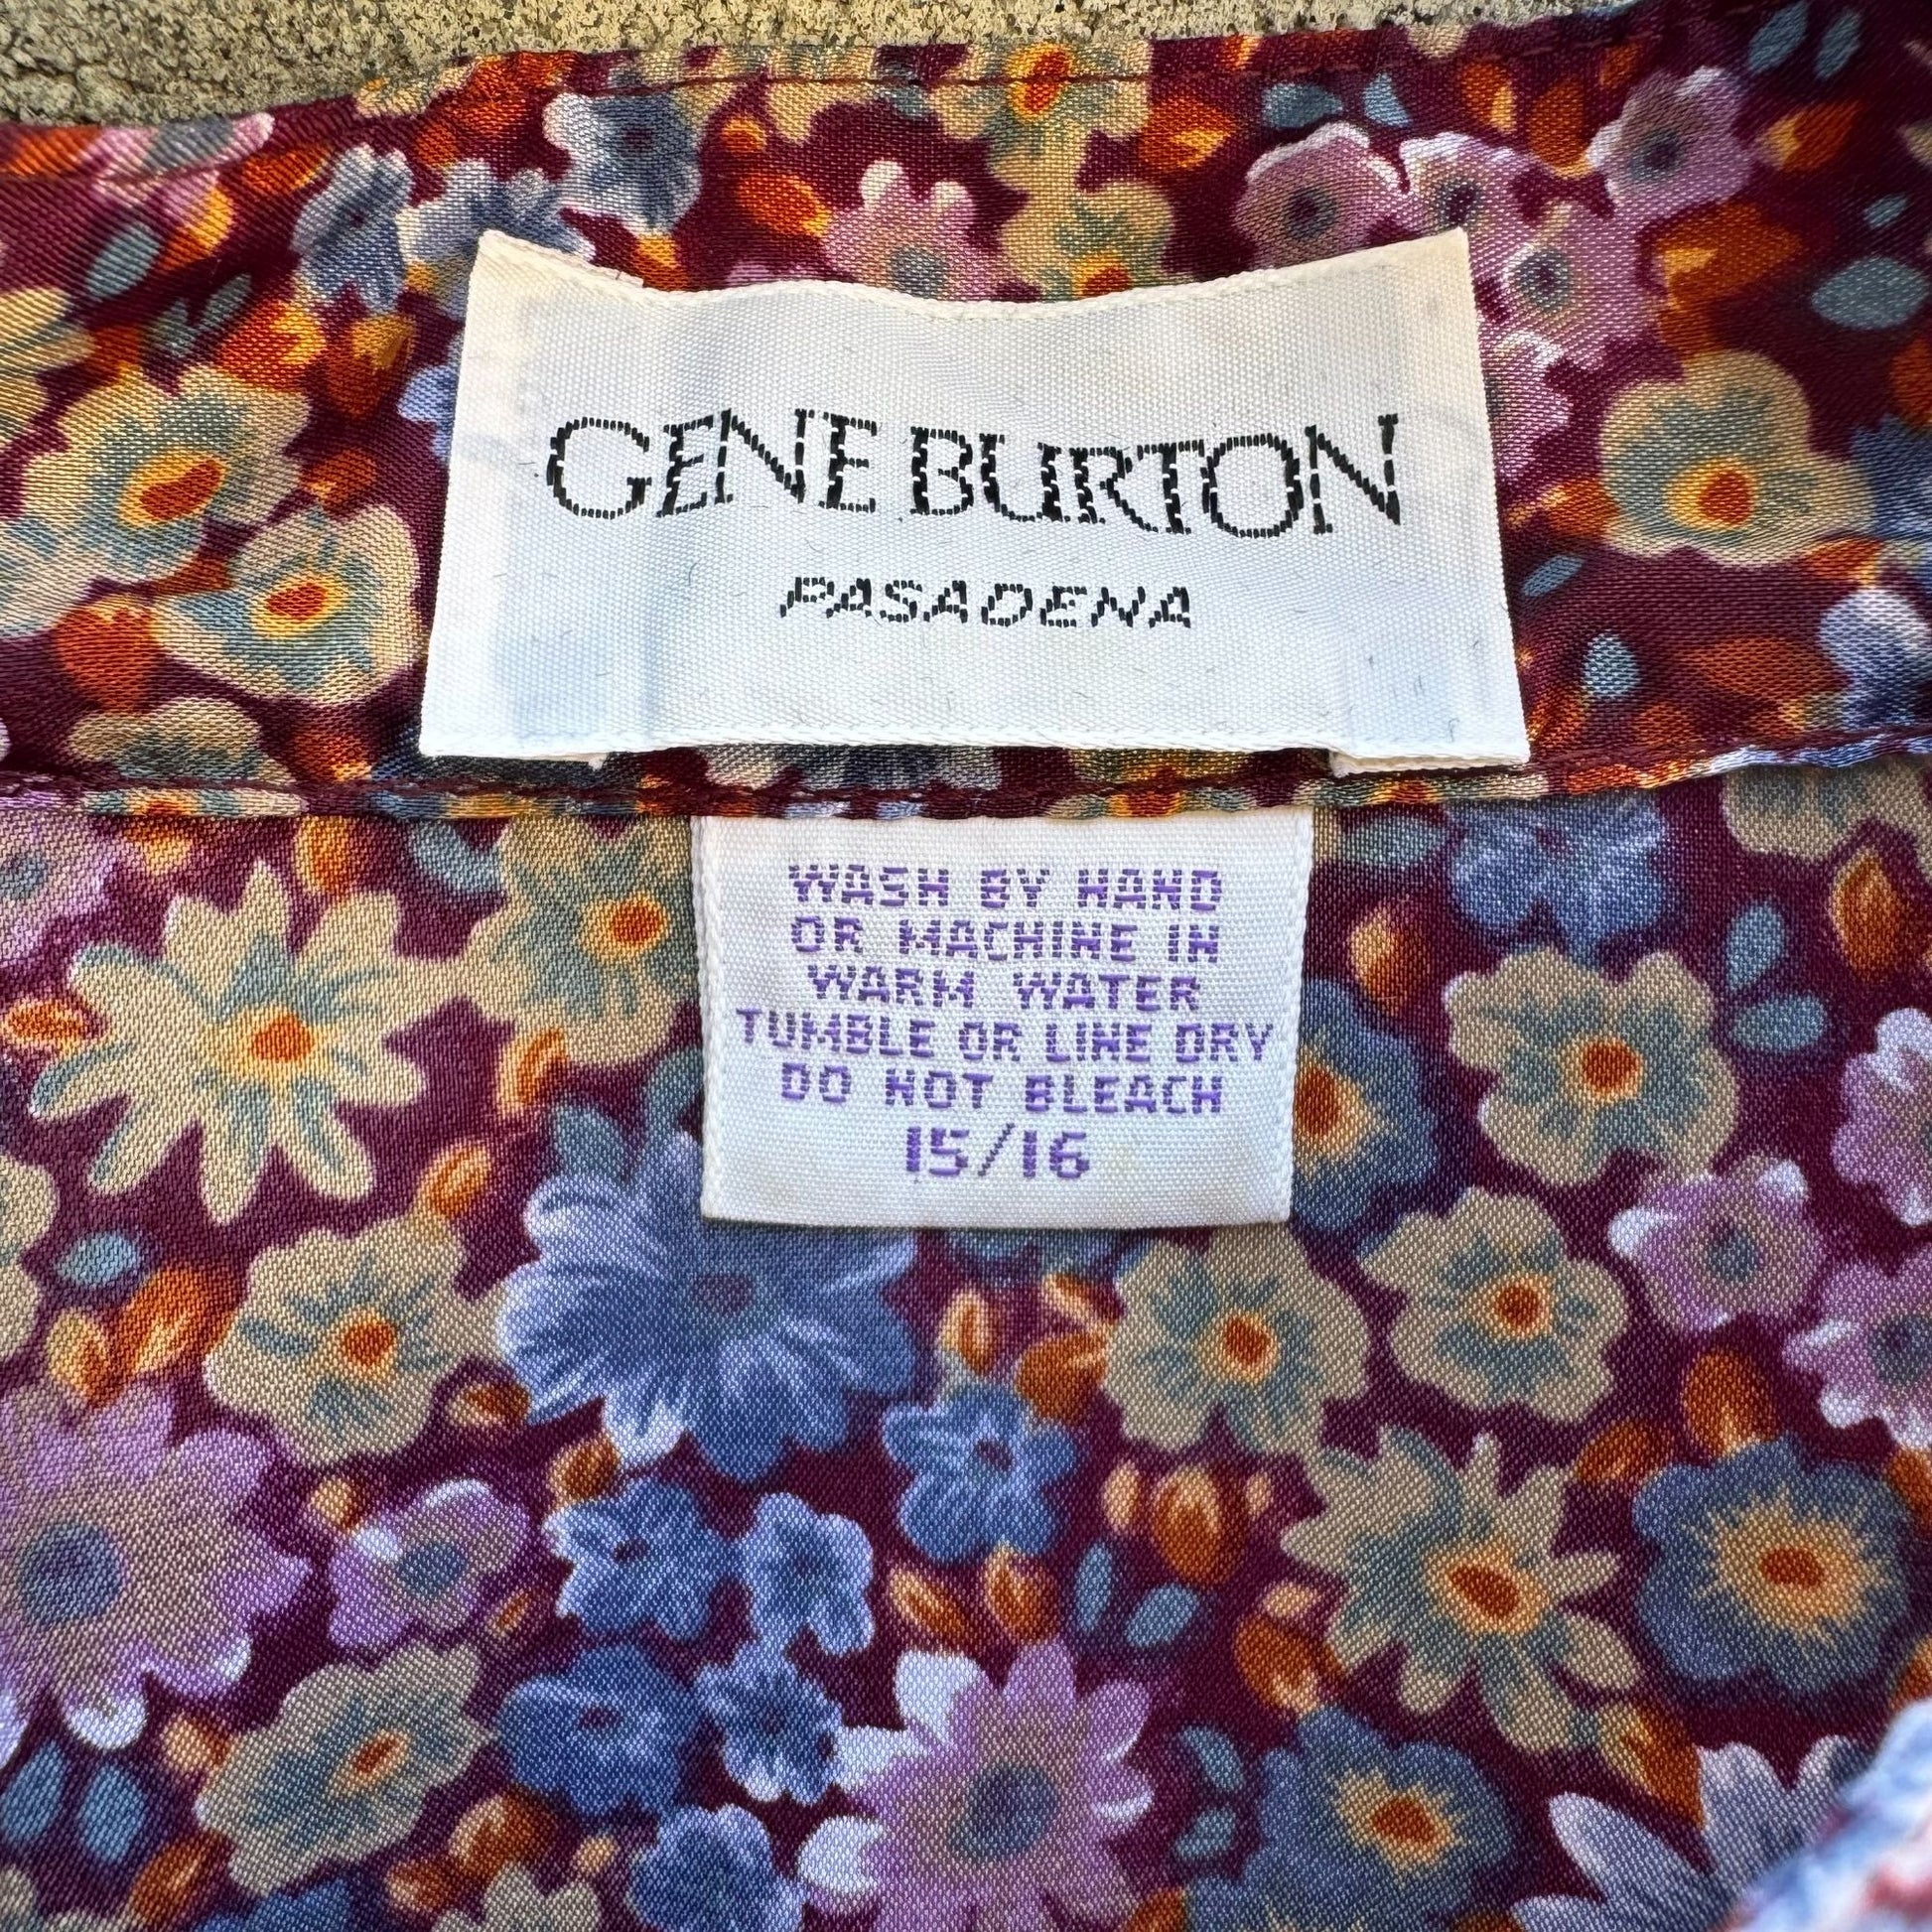 GENE BURTON
PASADENA
WASH BY HAND
OR MACHINE IN
WARM WATER
TUMBLE OR LINE DRY
DO NOT BLEACH
15/16